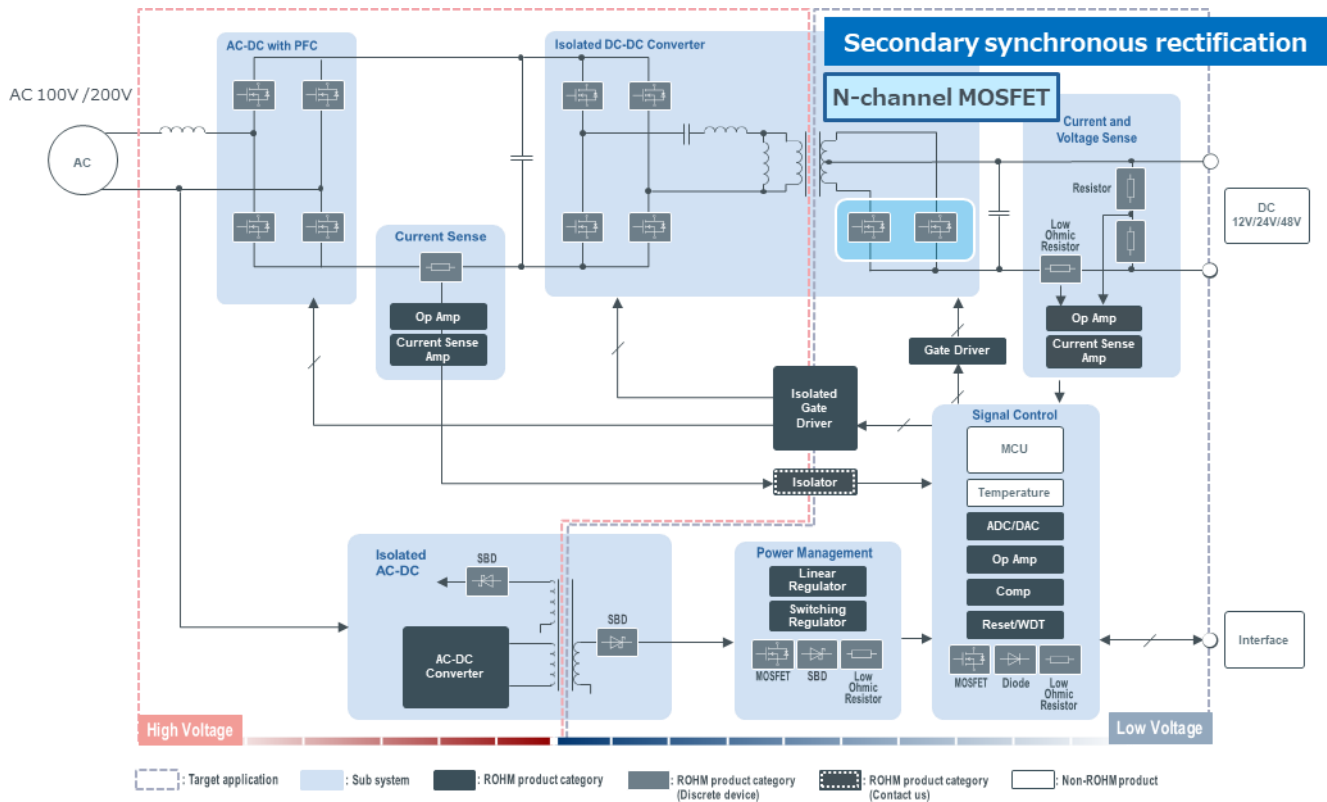 AC-DC with PFC
Isolated DC-DC Converter
Secondary synchronous rectification
N-channel MOSFET
AC 100V /200V
AC
Current and
Voltage Sense
Resistor
Low
Ohmic
Resistor
DC
12V/24V/48V
Current Sense
Op Amp
Current Sense
Amp
Op Amp
Current Sense
Amp
Gate Driver
Isolated
Gate
Driver
Isolator
Signal Control
MCU
Temperature
ADC/DAC
Op Amp
Comp
Reset/WDT
MOSFET
Diode
Low
Ohmic
Resistor
Isolated
AC-DC
SBD
SBD
AC-DC
Converter
Power Management
Linear
Regulator
Switching
Regulator
MOSFET
SBD
Low
Ohmic
Resistor
Interface
High Voltage
Low Voltage
: Target application
: Sub system
: ROHM product category
: ROHM product category
(Discrete device)
: ROHM product category
(Contact us)
: Non-ROHM product